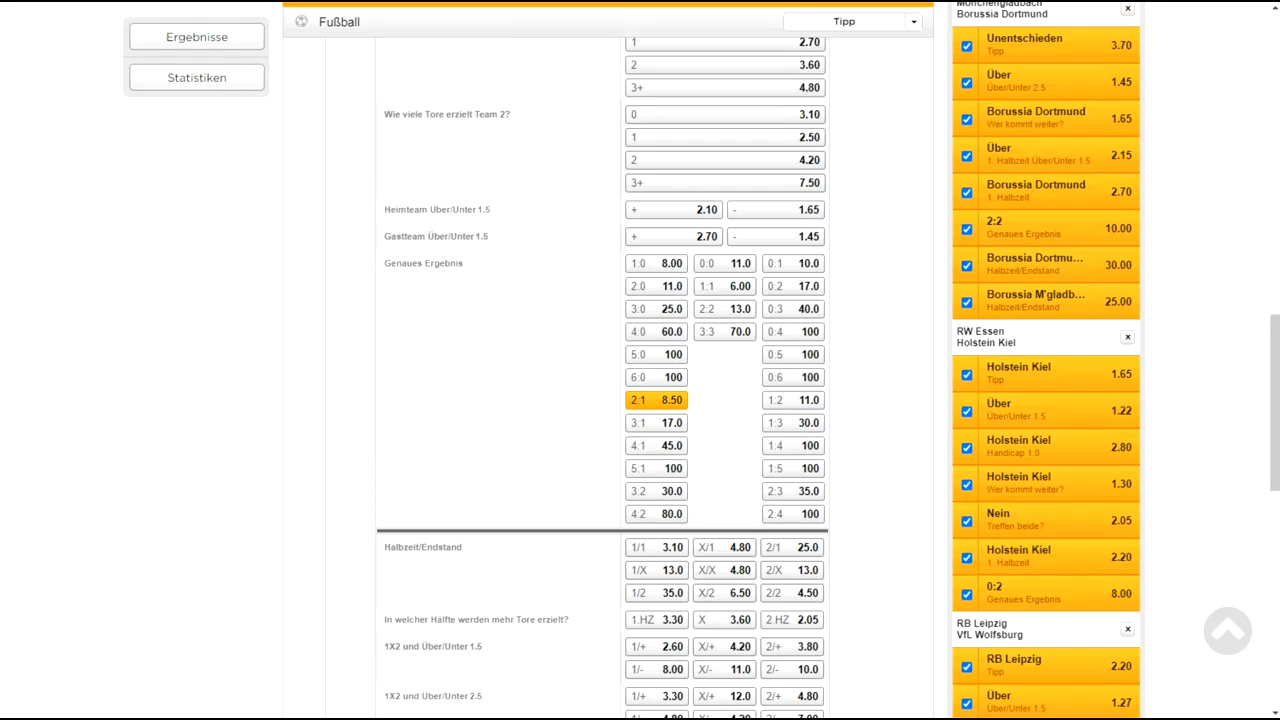 Ergebnisse
Statistiken
Fußball
Tipp
1 2.70
2 3.60
3+ 4.80
Wie viele Tore erzielt Team 2?
0 3.10
1 2.50
2 4.20
3+ 7.50
Heimteam Über/Unter 1.5
+ 2.10 - 1.65
Gastteam Über/Unter 1.5
+ 2.70 - 1.45
Genaues Ergebnis
1:0 8.00 0:0 11.0 0:1 10.0
2:0 11.0 1:1 6.00 0:2 17.0
3:0 25.0 2:2 13.0 0:3 40.0
4:0 60.0 3:3 70.0 0:4 100
5:0 100 0:5 100
6:0 100 0:6 100
2:1 8.50 1:2 11.0
3:1 17.0 1:3 30.0
4:1 45.0 1:4 100
5:1 100 1:5 100
3:2 30.0 2:3 35.0
4:2 80.0 2:4 100
Halbzeit/Endstand
1/1 3.10 X/1 4.80 2/1 25.0
1/X 13.0 X/X 4.80 2/X 13.0
1/2 35.0 X/2 6.50 2/2 4.50
In welcher Hälfte werden mehr Tore erzielt?
1.HZ 3.30 X 3.60 2.HZ 2.05
1X2 und Über/Unter 1.5
1/+ 2.60 X/+ 4.20 2/+ 3.80
1/- 8.00 X/- 11.0 2/- 10.0
1X2 und Über/Unter 2.5
1/+ 3.30 X/+ 12.0 2/+ 4.80
Mönchengladbach
Borussia Dortmund
x
Unentschieden 3.70
Tipp
Über 1.45
Über/Unter 2.5
Borussia Dortmund 1.65
Wer kommt weiter?
Über 2.15
1. Halbzeit Über/Unter 1.5
Borussia Dortmund 2.70
1. Halbzeit
2:2 10.00
Genaues Ergebnis
Borussia Dortmu... 30.00
Halbzeit/Endstand
Borussia M'gladb... 25.00
Halbzeit/Endstand
RW Essen
Holstein Kiel
x
Holstein Kiel 1.65
Tipp
Über 1.22
Über/Unter 1.5
Holstein Kiel 2.80
Handicap 1:0
Holstein Kiel 1.30
Wer kommt weiter?
Nein 2.05
Treffen beide?
Holstein Kiel 2.20
1. Halbzeit
0:2 8.00
Genaues Ergebnis
RB Leipzig
VfL Wolfsburg
x
RB Leipzig 2.20
Tipp
Über 1.27
Über/Unter 1.5